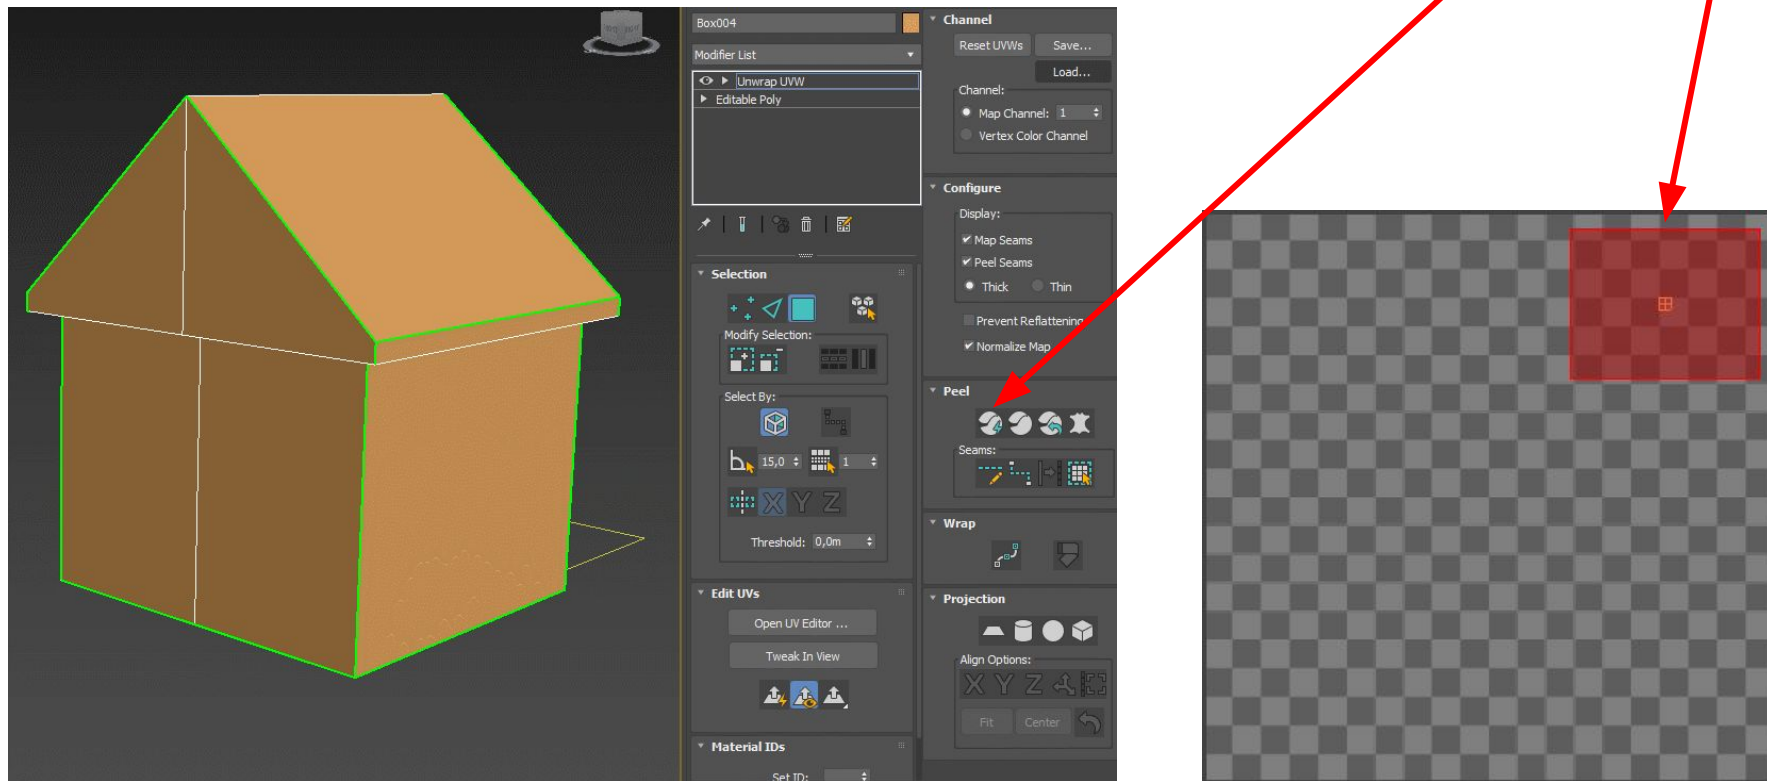 Box004
Modifier List
Unwrap UVW
Editable Poly
Selection
Modify Selection:
Select By:
15,0
1
X Y Z
Threshold: 0,0m
Edit UVs
Open UV Editor ...
Tweak In View
Material IDs
Set ID:
Channel
Reset UVWs
Save...
Load...
Channel:
Map Channel: 1
Vertex Color Channel
Configure
Display:
Map Seams
Peel Seams
Thick
Thin
Prevent Reflattening
Normalize Map
Peel
Seams:
Wrap
Projection
Align Options:
X Y Z
Fit
Center